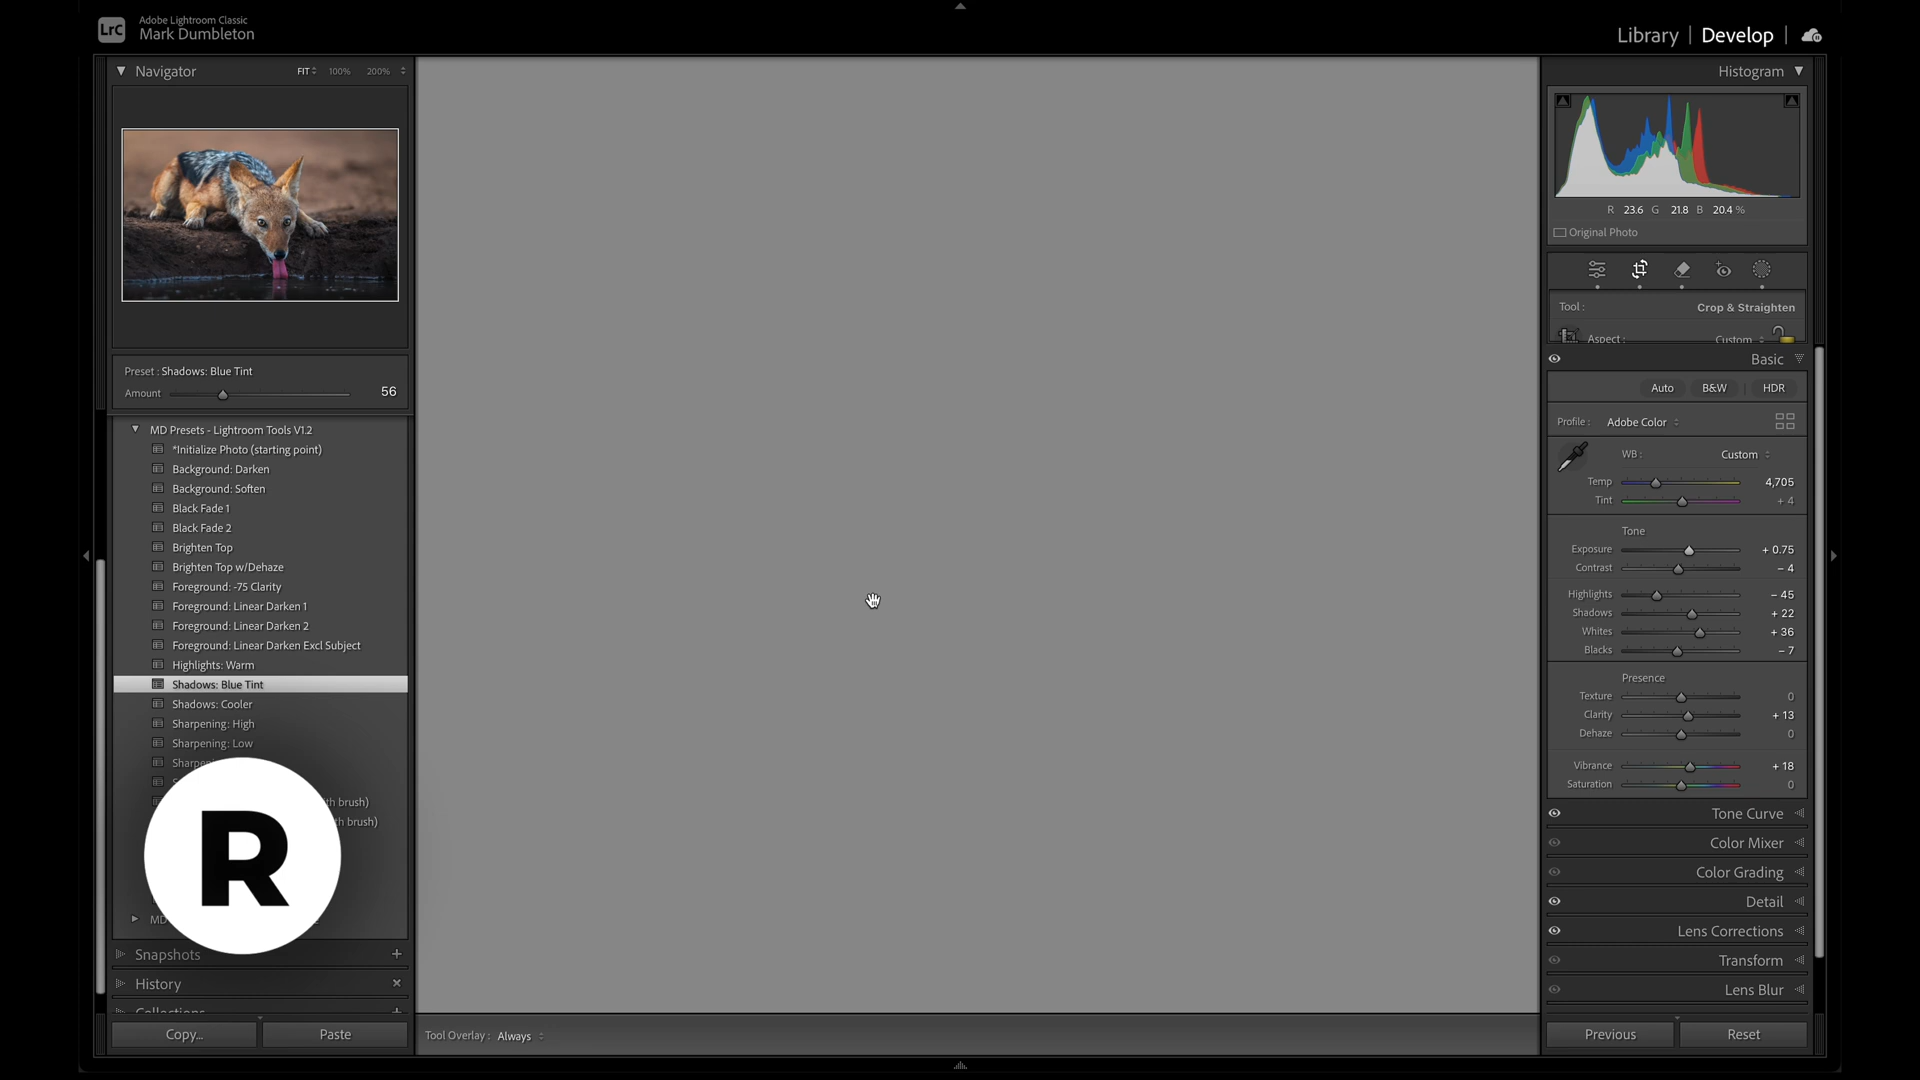 LrC
Adobe Lightroom Classic
Mark Dumbleton
Library | Develop |
Navigator
FIT 100% 200%
Preset : Shadows: Blue Tint
Amount 56
MD Presets - Lightroom Tools V1.2
*Initialize Photo (starting point)
Background: Darken
Background: Soften
Black Fade 1
Black Fade 2
Brighten Top
Brighten Top w/Dehaze
Foreground: -75 Clarity
Foreground: Linear Darken 1
Foreground: Linear Darken 2
Foreground: Linear Darken Excl Subject
Highlights: Warm
Shadows: Blue Tint
Shadows: Cooler
Sharpening: High
Sharpening: Low
brush)
brush)
R
MD
Snapshots
History
Collections
Copy... Paste
Tool Overlay : Always
Histogram
R 23.6 G 21.8 B 20.4 %
Original Photo
Tool : Crop & Straighten
Aspect : Custom
Basic
Auto B&W | HDR
Profile : Adobe Color
WB : Custom
Temp 4,705
Tint + 4
Tone
Exposure + 0.75
Contrast – 4
Highlights – 45
Shadows + 22
Whites + 36
Blacks – 7
Presence
Texture 0
Clarity + 13
Dehaze 0
Vibrance + 18
Saturation 0
Tone Curve
Color Mixer
Color Grading
Detail
Lens Corrections
Transform
Lens Blur
Previous Reset